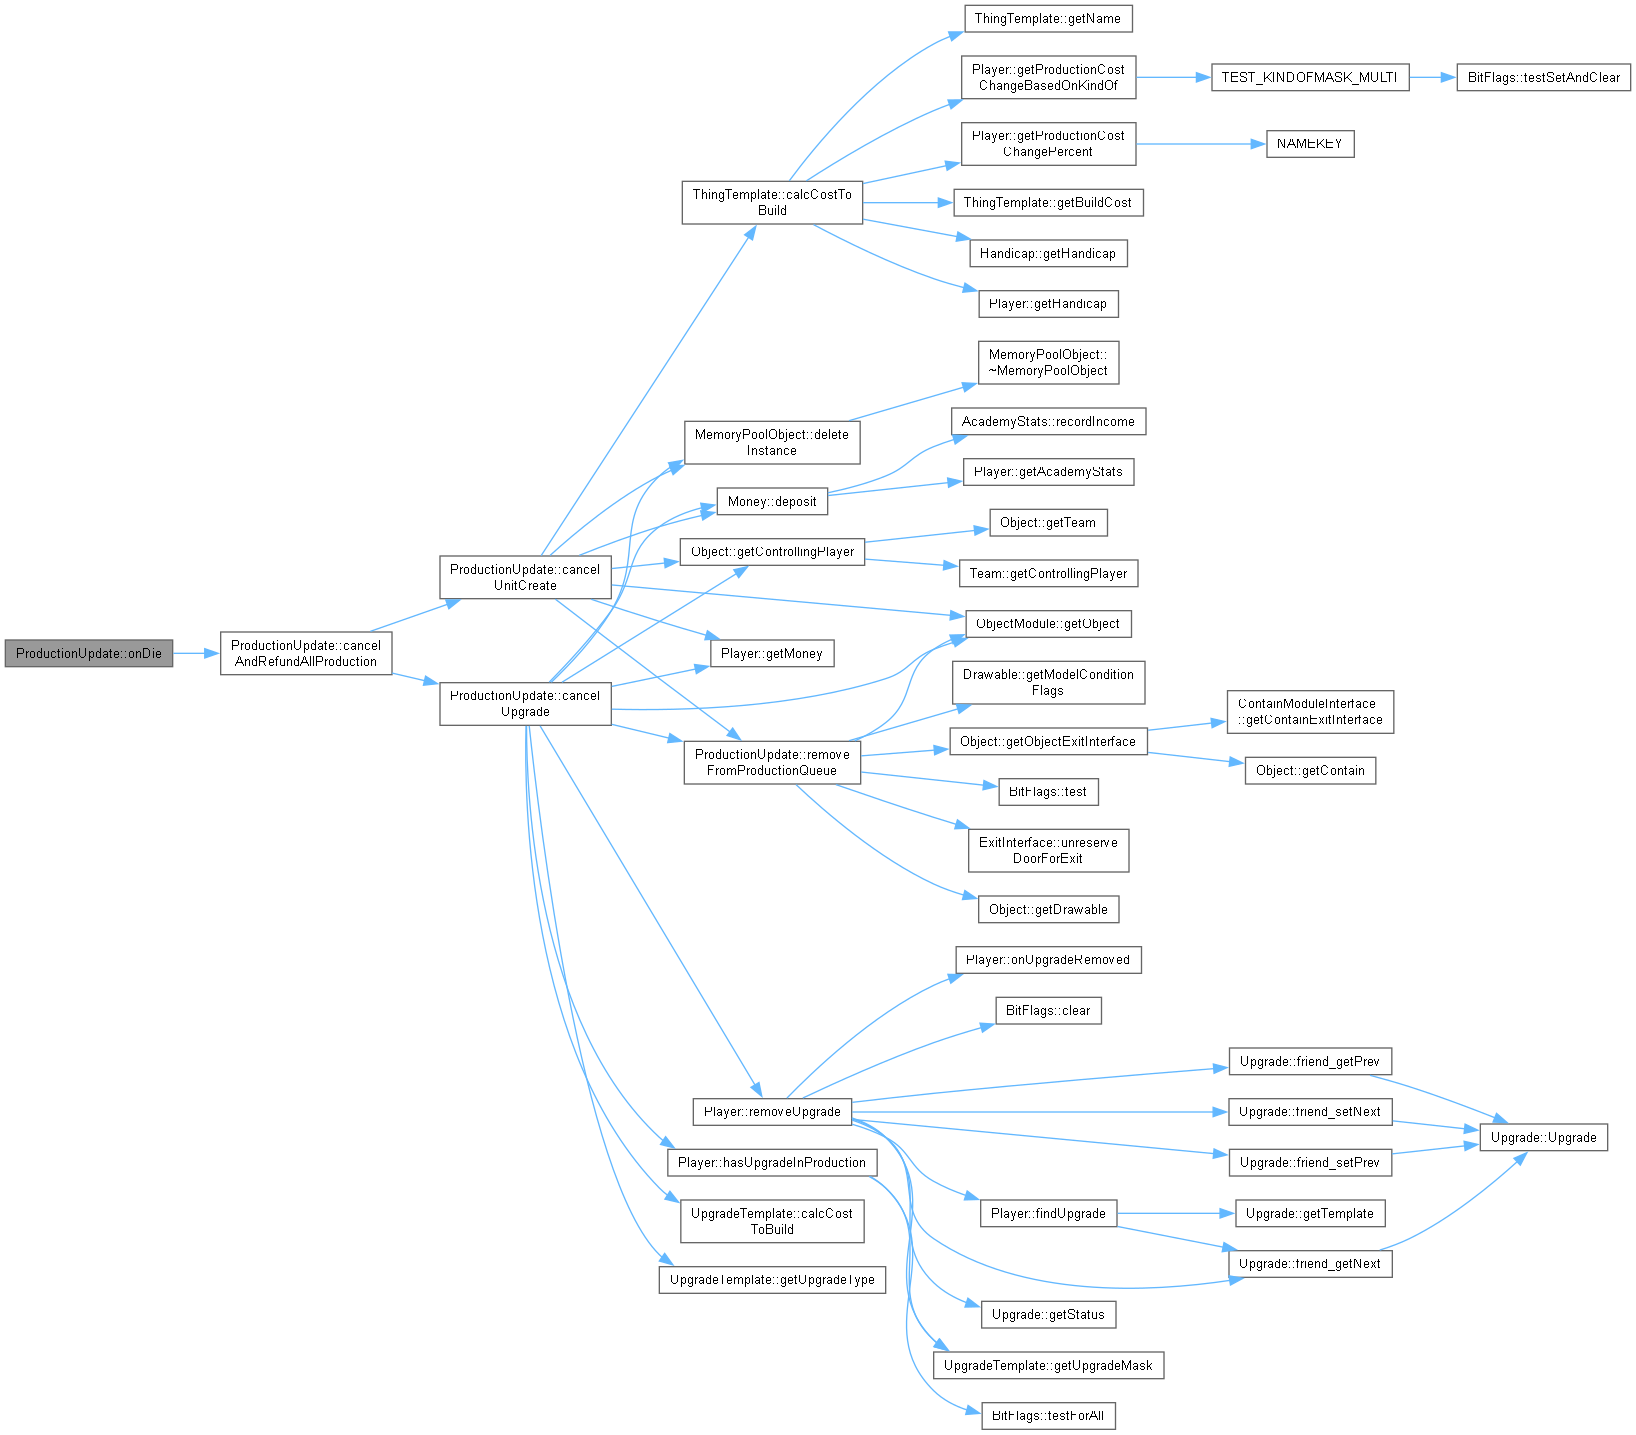 ThingTemplate::getName
Player::getProductionCost
ChangeBasedOnKindOf
TEST_KINDOFMASK_MULTI
BitFlags::testSetAndClear
Player::getProductionCost
ChangePercent
NAMEKEY
ThingTemplate::calcCostTo
Build
ThingTemplate::getBuildCost
Handicap::getHandicap
Player::getHandicap
MemoryPoolObject::
~MemoryPoolObject
MemoryPoolObject::delete
Instance
AcademyStats::recordIncome
Player::getAcademyStats
Money::deposit
Object::getTeam
Object::getControllingPlayer
Team::getControllingPlayer
ProductionUpdate::cancel
UnitCreate
ObjectModule::getObject
ProductionUpdate::onDie
ProductionUpdate::cancel
AndRefundAllProduction
Player::getMoney
Drawable::getModelCondition
Flags
ProductionUpdate::cancel
Upgrade
ContainModuleInterface
::getContainExitInterface
Object::getObjectExitInterface
ProductionUpdate::remove
FromProductionQueue
Object::getContain
BitFlags::test
ExitInterface::unreserve
DoorForExit
Object::getDrawable
Player::onUpgradeRemoved
BitFlags::clear
Upgrade::friend_getPrev
Player::removeUpgrade
Upgrade::friend_setNext
Upgrade::Upgrade
Player::hasUpgradeInProduction
Upgrade::friend_setPrev
UpgradeTemplate::calcCost
ToBuild
Player::findUpgrade
Upgrade::getTemplate
UpgradeTemplate::getUpgradeType
Upgrade::friend_getNext
Upgrade::getStatus
UpgradeTemplate::getUpgradeMask
BitFlags::testForAll